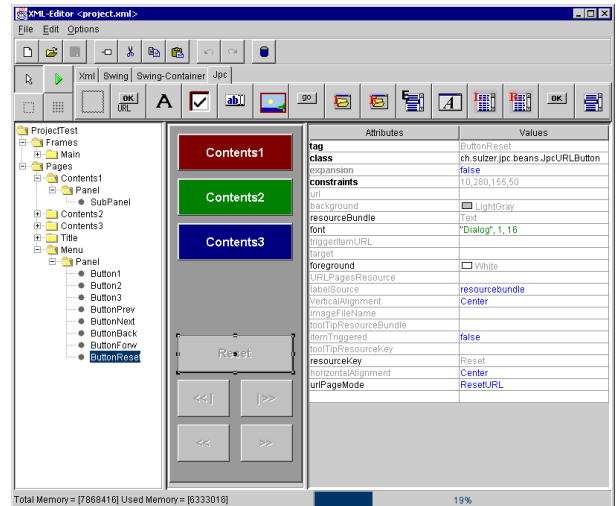 XML-Editor <project.xml>
File Edit Options
Xml Swing Swing-Container Jpc
OK URL A ab go E A I R OK
ProjectTest
Frames
Main
Pages
Contents1
Panel
SubPanel
Contents2
Contents3
Title
Menu
Panel
Button1
Button2
Button3
ButtonPrev
ButtonNext
ButtonBack
ButtonForw
ButtonReset
Contents1
Contents2
Contents3
Reset
<<| |>>
<< >>
Attributes Values
tag ButtonReset
class ch.sulzer.jpc.beans.JpcURLButton
expansion false
constraints 10,280,155,50
url
background LightGray
resourceBundle Text
font "Dialog", 1, 16
triggerItemURL
target
foreground White
URLPagesResource
labelSource resourcebundle
VerticalAlignment Center
imageFileName
toolTipResourceBundle
itemTriggered false
toolTipResourceKey
resourceKey Reset
horizontalAlignment Center
urlPageMode ResetURL
Total Memory = [7868416] Used Memory = [6333016] 19%